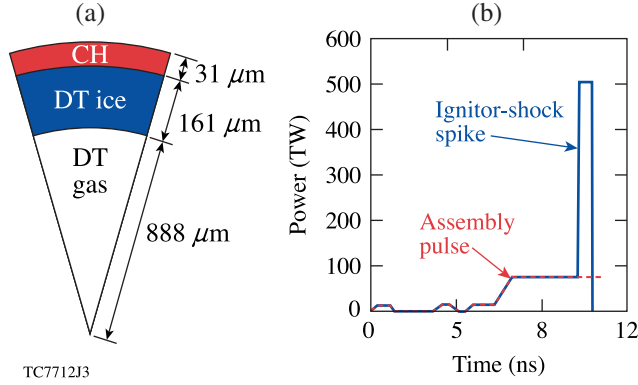 (a)
CH
31 μm
DT ice
161 μm
DT
gas
888 μm
TC7712J3
(b)
Power (TW)
600
500
400
300
200
100
0
Ignitor-shock
spike
Assembly
pulse
0 5 8 12
Time (ns)